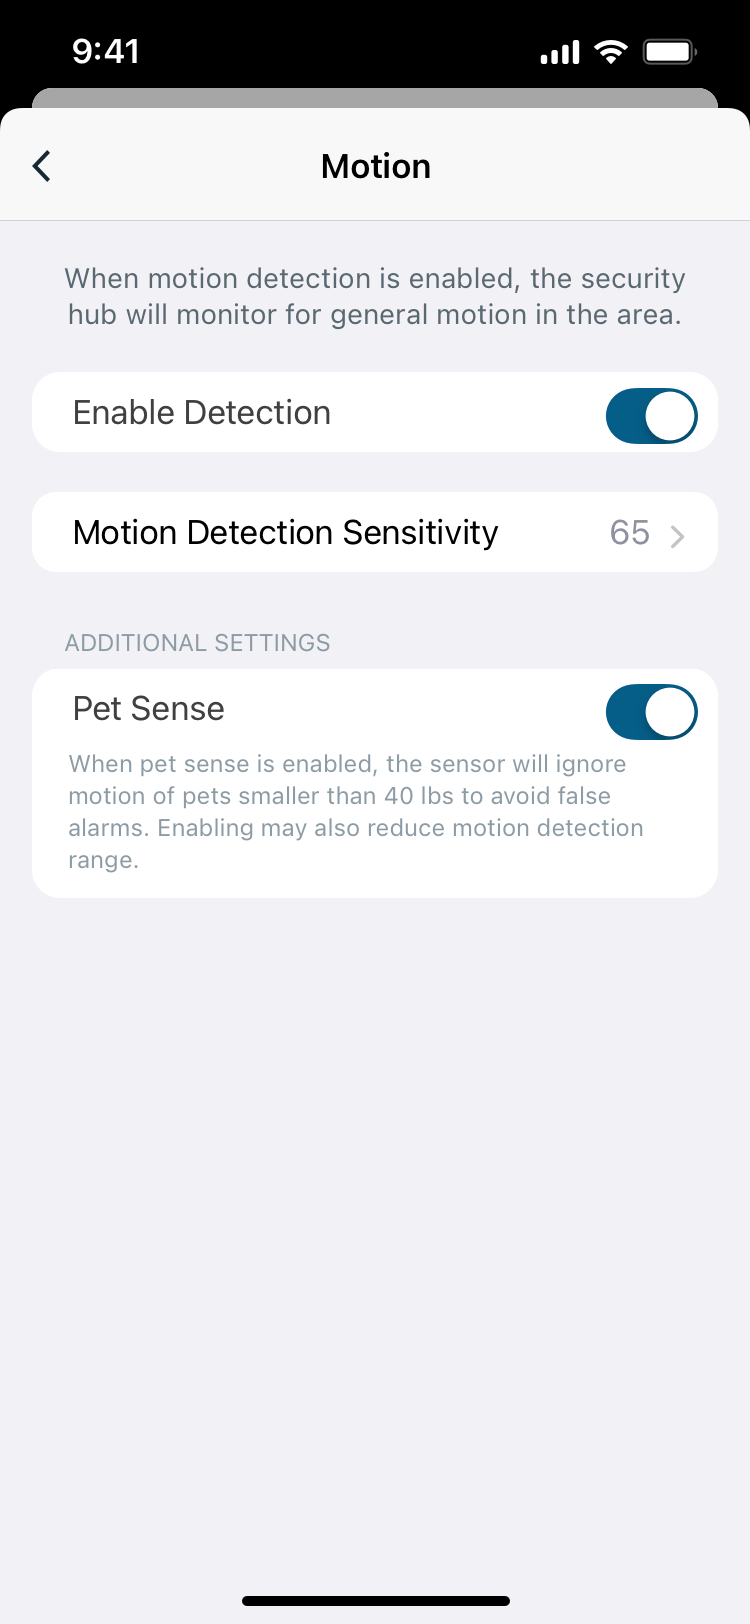 9:41
Motion
When motion detection is enabled, the security
hub will monitor for general motion in the area.
Enable Detection
Motion Detection Sensitivity 65
ADDITIONAL SETTINGS
Pet Sense
When pet sense is enabled, the sensor will ignore
motion of pets smaller than 40 lbs to avoid false
alarms. Enabling may also reduce motion detection
range.